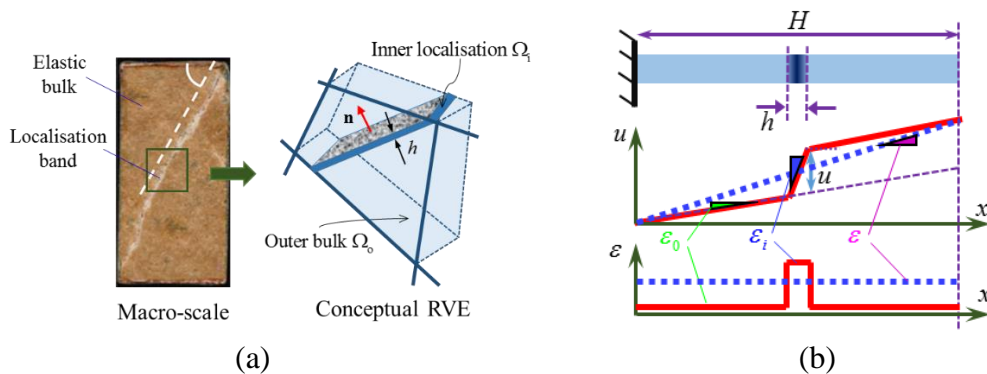 Elastic
bulk
Localisation
band
Macro-scale
Inner localisation Ωi
n
h
Outer bulk Ωo
Conceptual RVE
(a)
H
h
u
u
x
ε0
εi
ε
ε
x
(b)